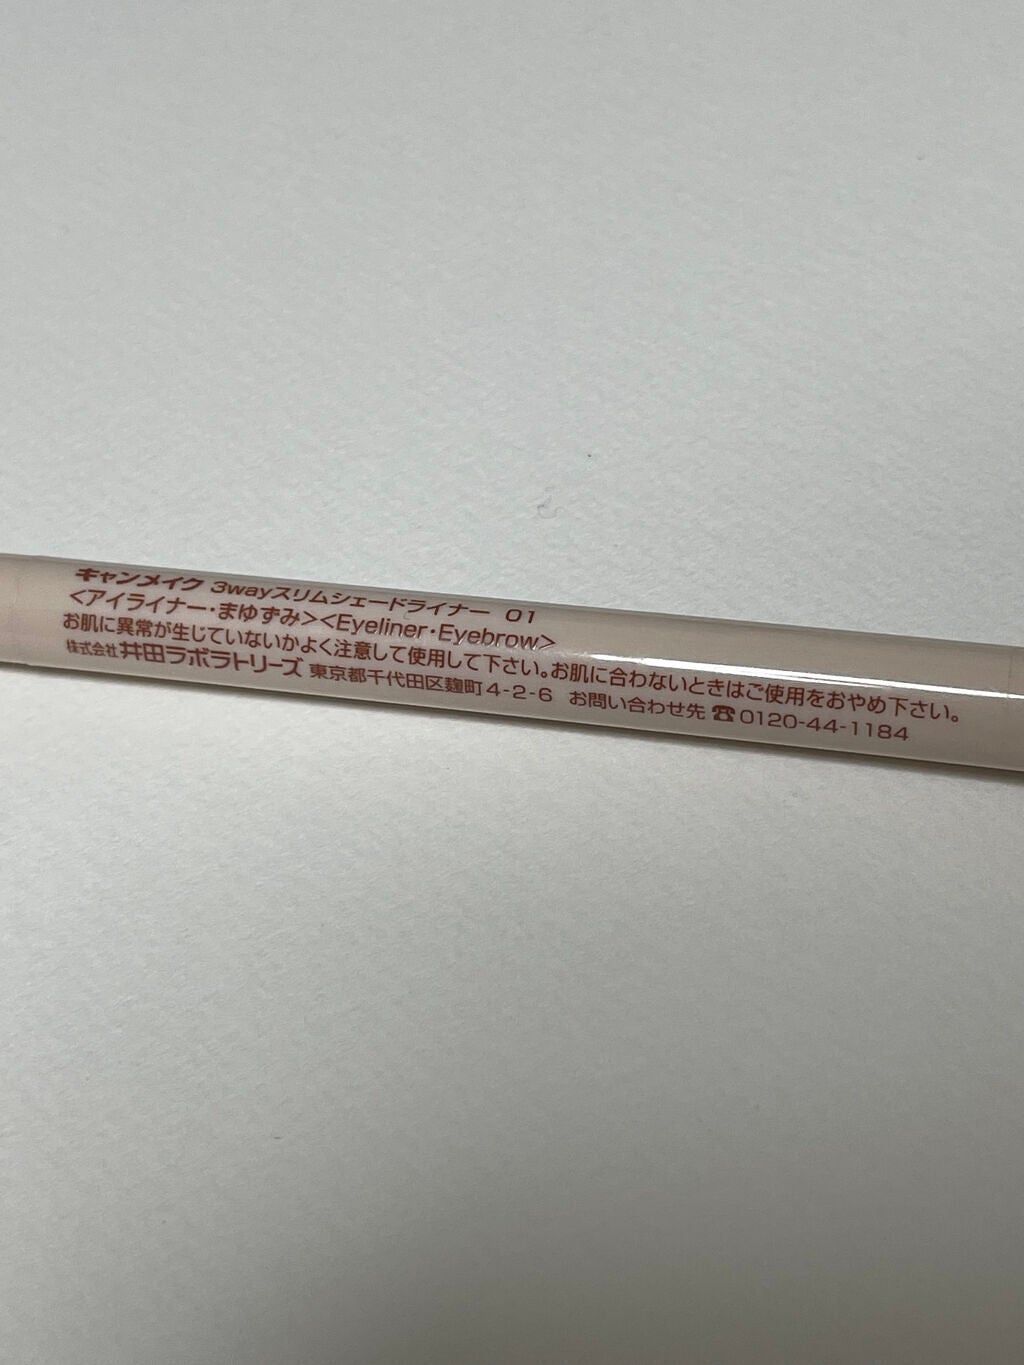 キャンメイク 3wayスリムシェードライナー 01
<アイライナー・まゆずみ><Eyeliner・Eyebrow>
お肌に異常が生じていないかよく注意して使用して下さい。お肌に合わないときはご使用をおやめ下さい。
株式会社 井田ラボラトリーズ 東京都千代田区麹町4-2-6 お問い合わせ先 ☎0120-44-1184